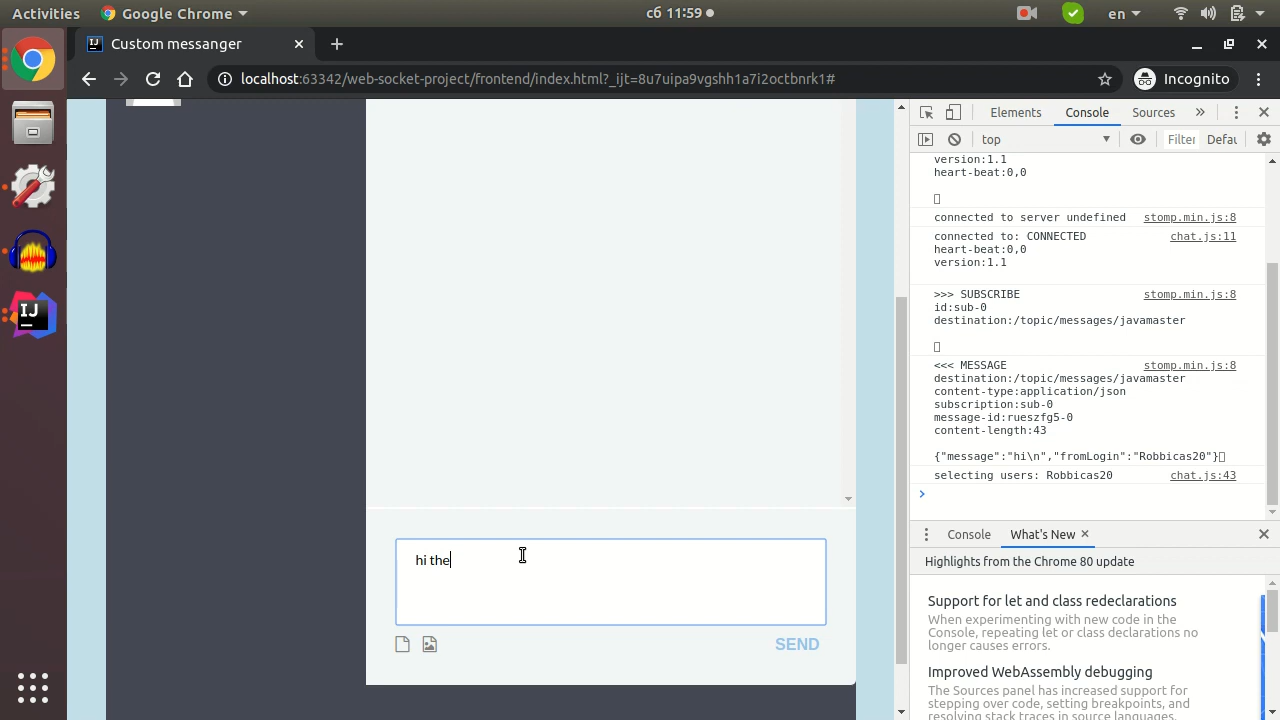 Activities
Google Chrome
сб 11:59
en
Custom messanger
localhost:63342/web-socket-project/frontend/index.html?_ijt=8u7uipa9vgshh1a7i2octbnrk1#
Incognito
Elements
Console
Sources
top
Filter
Defau
version:1.1
heart-beat:0,0
connected to server undefined
stomp.min.js:8
connected to: CONNECTED
chat.js:11
heart-beat:0,0
version:1.1
>>> SUBSCRIBE
stomp.min.js:8
id:sub-0
destination:/topic/messages/javamaster
<<< MESSAGE
stomp.min.js:8
destination:/topic/messages/javamaster
content-type:application/json
subscription:sub-0
message-id:rueszfg5-0
content-length:43
{"message":"hi\n","fromLogin":"Robbicas20"}
selecting users: Robbicas20
chat.js:43
hi the
SEND
Console
What's New
Highlights from the Chrome 80 update
Support for let and class redeclarations
When experimenting with new code in the
Console, repeating let or class declarations no
longer causes errors.
Improved WebAssembly debugging
The Sources panel has increased support for
stepping over code, setting breakpoints, and
resolving stack traces in source languages.
IJ